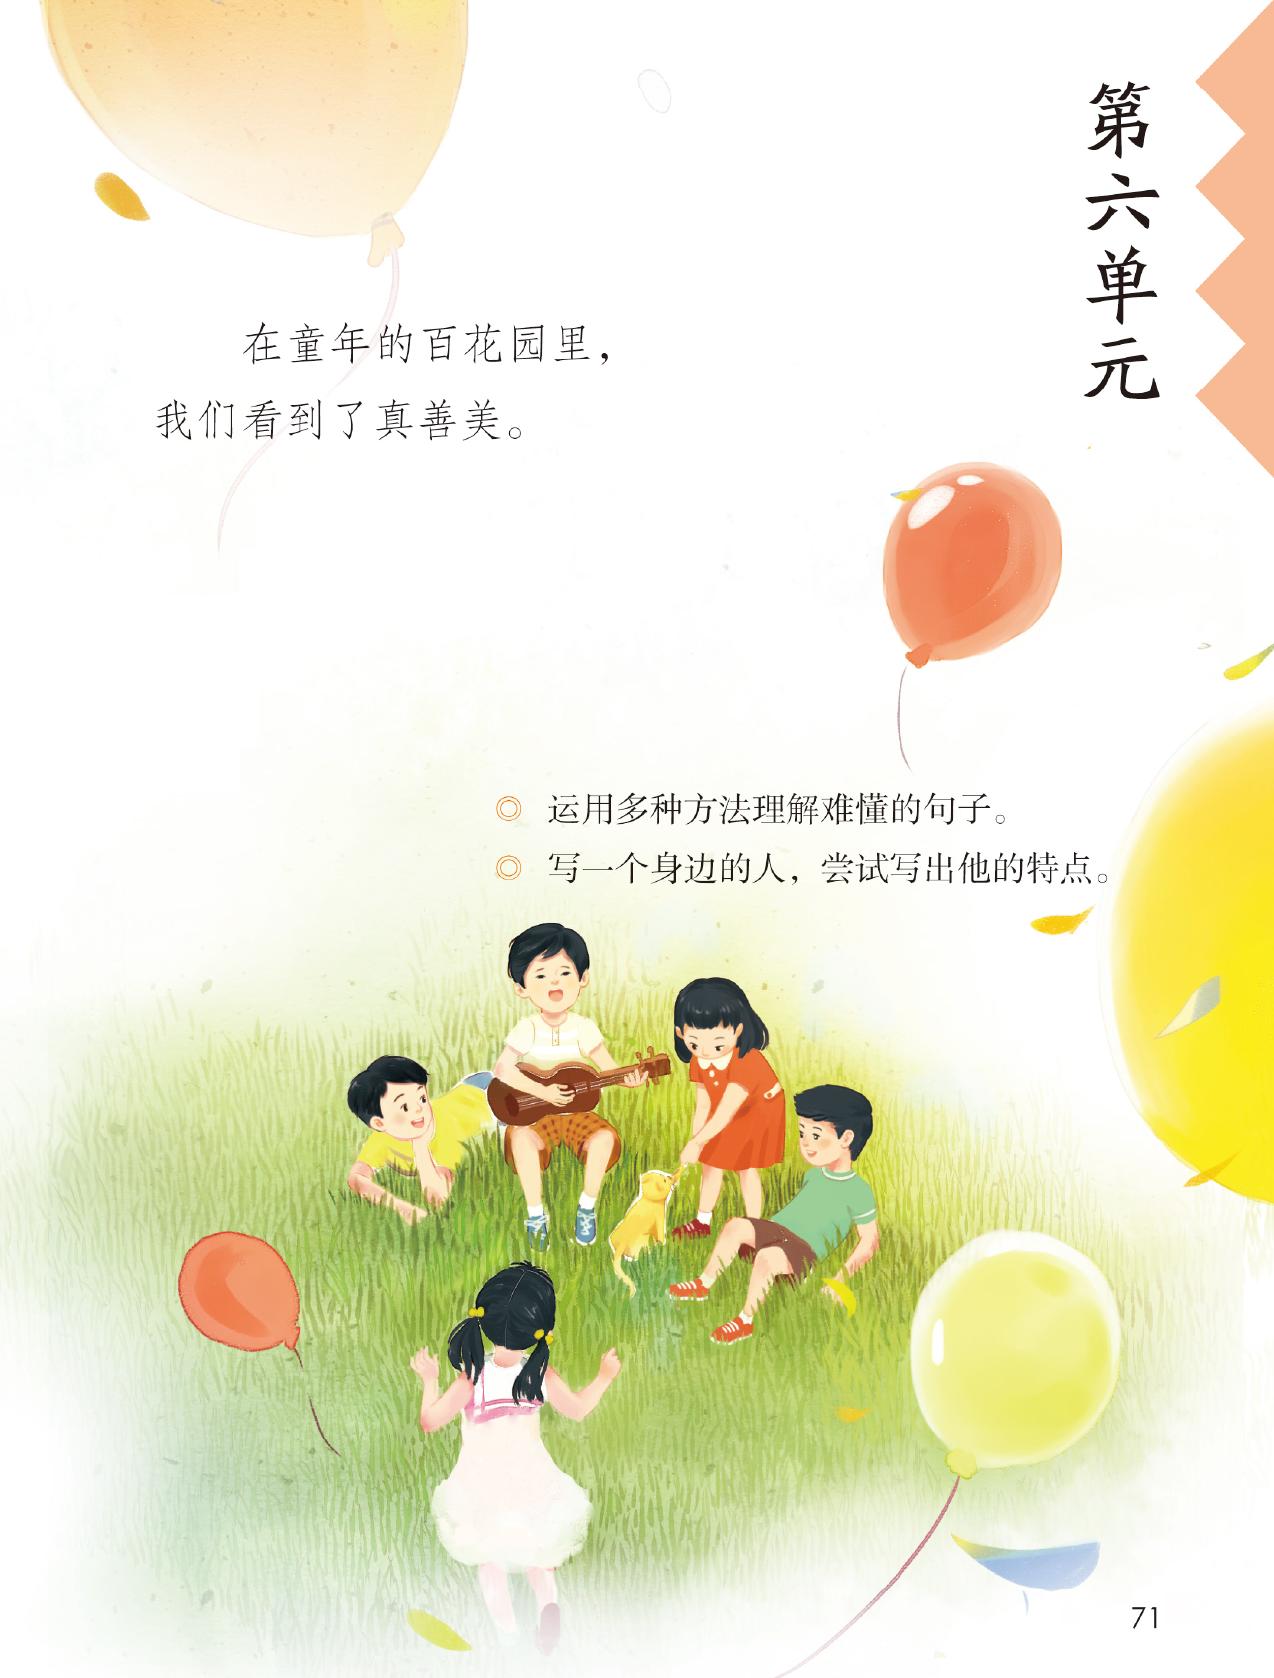 第六单元
在童年的百花园里，
我们看到了真善美。
◎ 运用多种方法理解难懂的句子。
◎ 写一个身边的人，尝试写出他的特点。
71